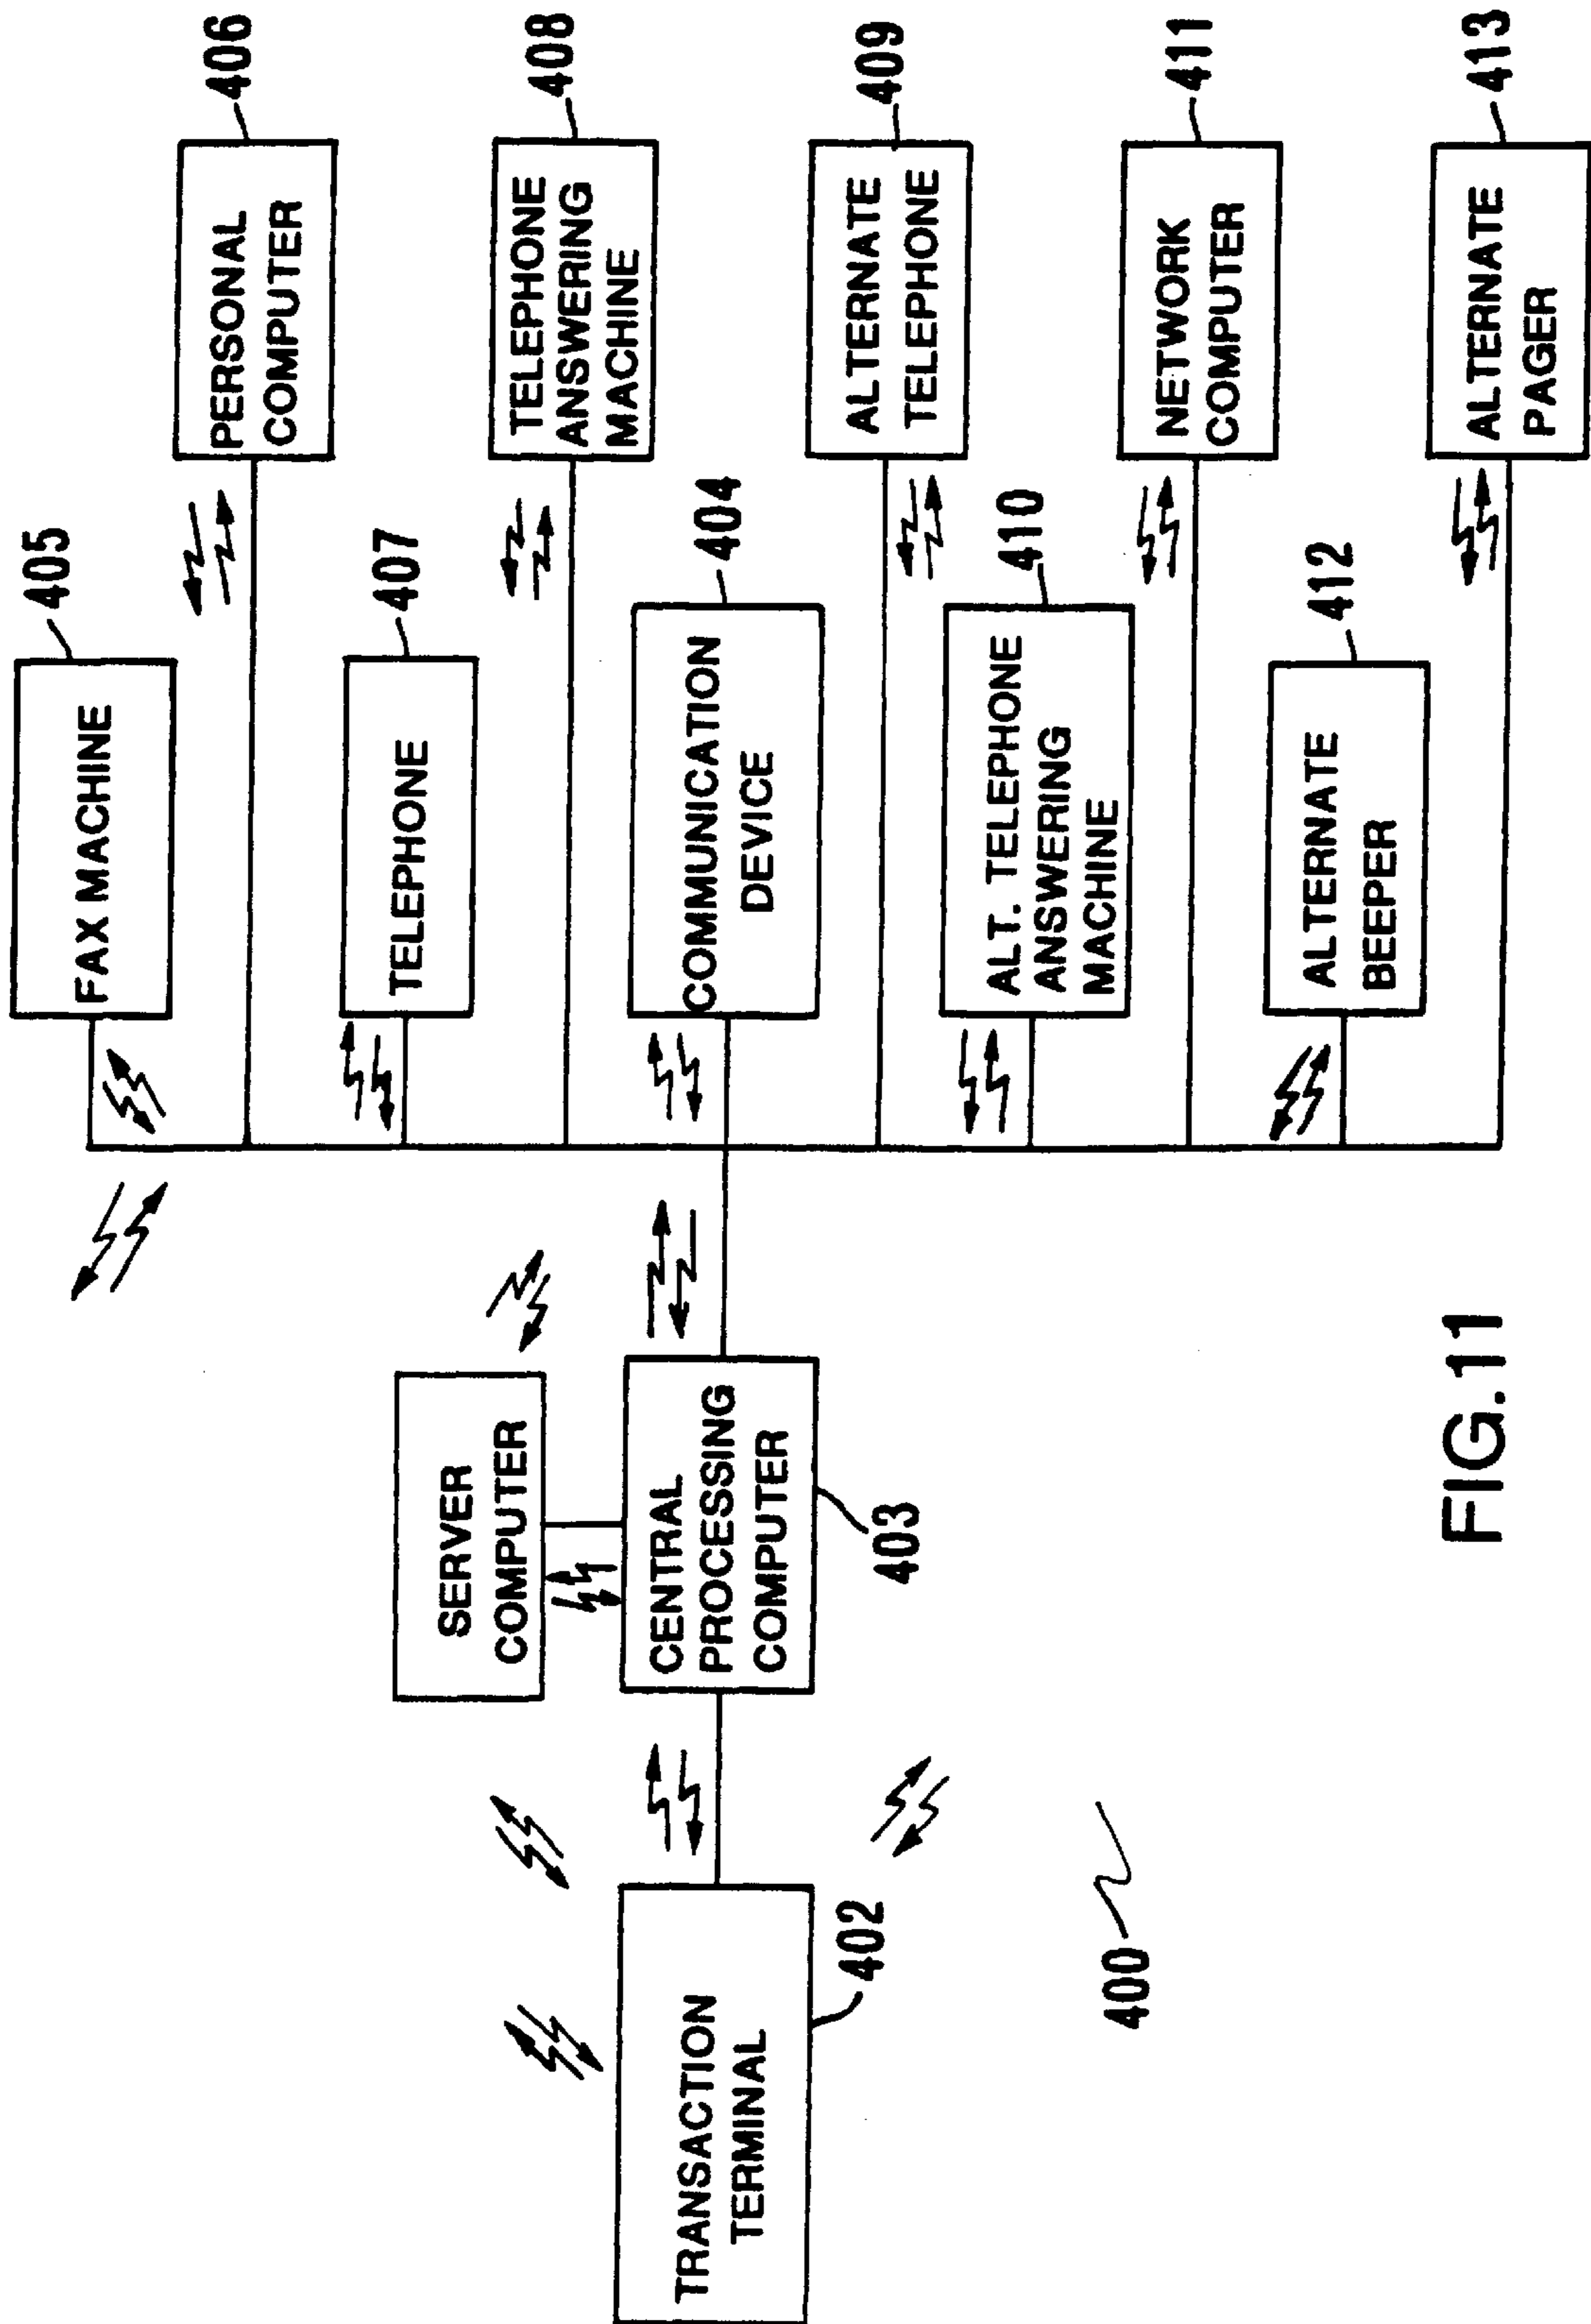 405
FAX MACHINE
406
PERSONAL
COMPUTER
407
TELEPHONE
408
TELEPHONE
ANSWERING
MACHINE
SERVER
COMPUTER
TRANSACTION
TERMINAL
402
CENTRAL
PROCESSING
COMPUTER
403
404
COMMUNICATION
DEVICE
409
ALTERNATE
TELEPHONE
410
ALT. TELEPHONE
ANSWERING
MACHINE
411
NETWORK
COMPUTER
412
ALTERNATE
BEEPER
413
ALTERNATE
PAGER
400
FIG.11